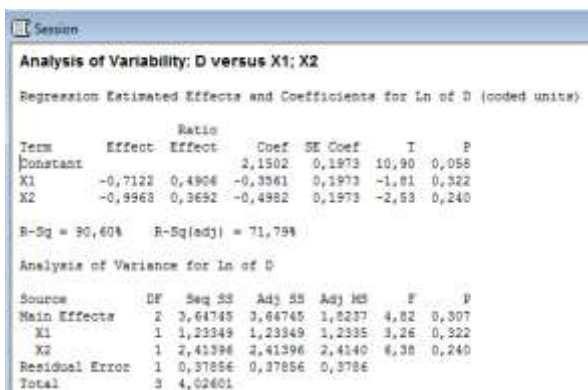 Session
Analysis of Variability: D versus X1; X2
Regression Estimated Effects and Coefficients for Ln of D (coded units)
Ratio
Term Effect Effect Coef SE Coef T P
Constant 2,1502 0,1973 10,90 0,058
X1 -0,7122 0,4906 -0,3561 0,1973 -1,81 0,322
X2 -0,9963 0,3692 -0,4982 0,1973 -2,53 0,240
R-Sq = 90,60% R-Sq(adj) = 71,79%
Analysis of Variance for Ln of D
Source DF Seq SS Adj SS Adj MS F P
Main Effects 2 3,64745 3,64745 1,8237 4,82 0,307
X1 1 1,23349 1,23349 1,2335 3,26 0,322
X2 1 2,41396 2,41396 2,4140 6,38 0,240
Residual Error 1 0,37856 0,37856 0,3786
Total 3 4,02601